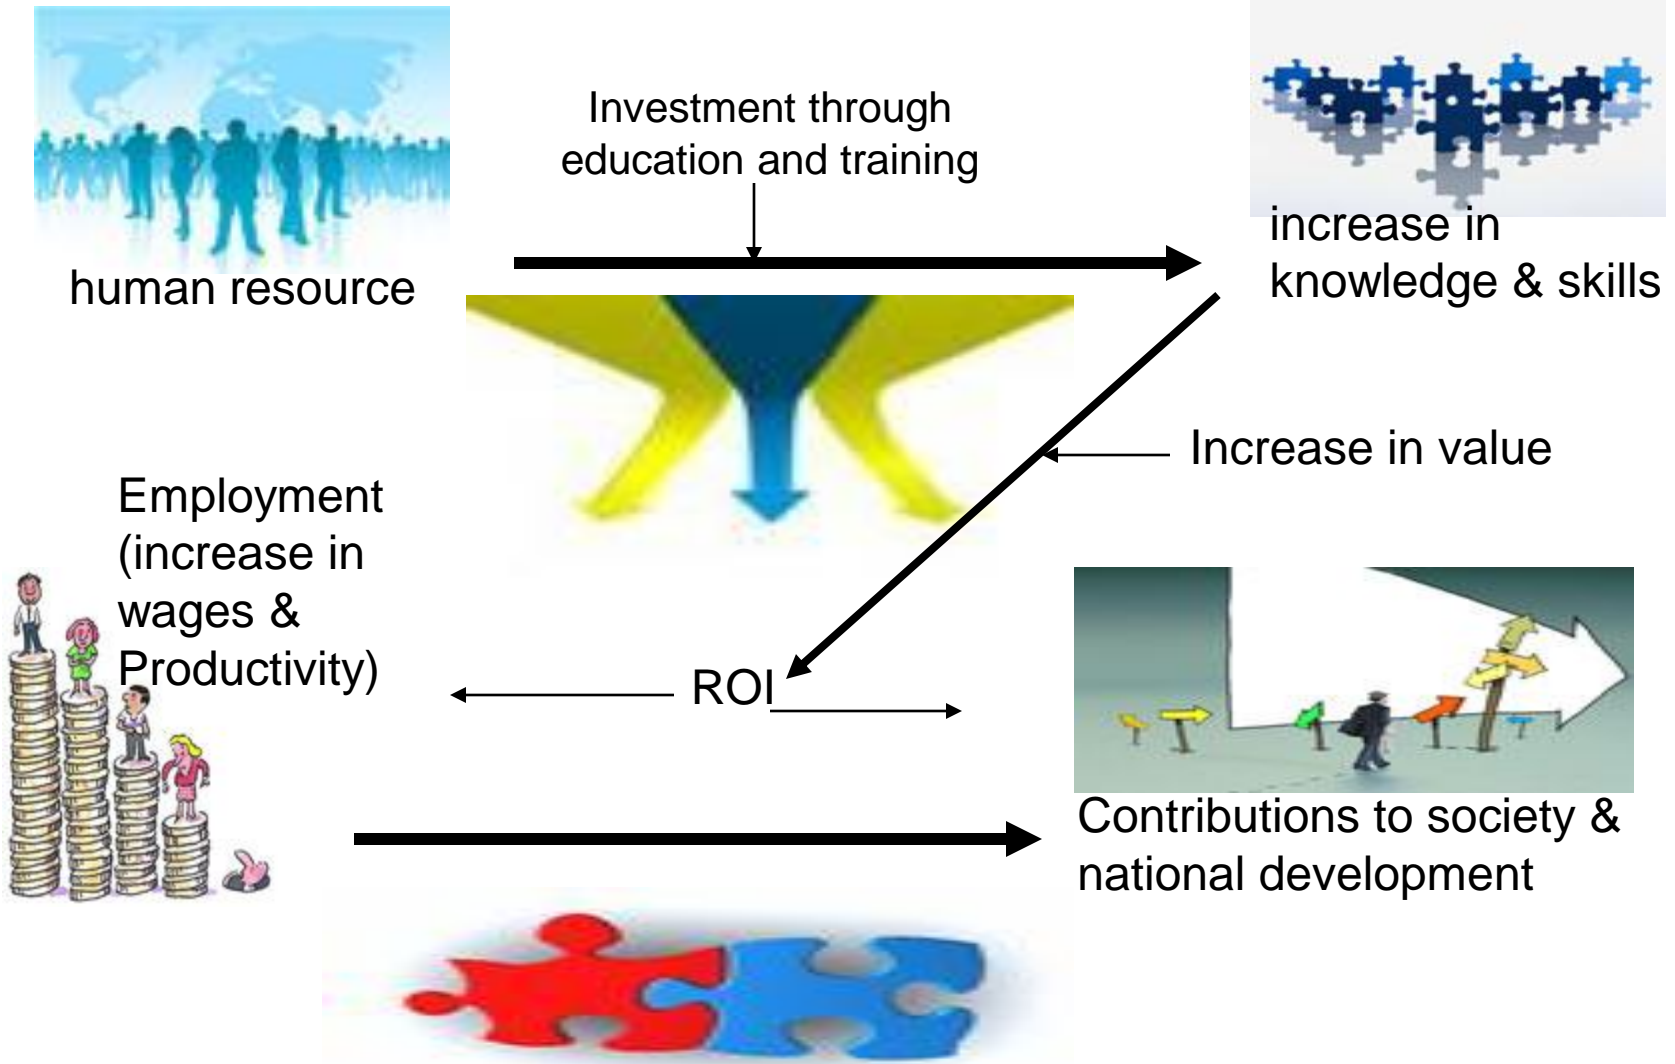 Investment through
education and training
human resource
increase in
knowledge & skills
Increase in value
Employment
(increase in
wages &
Productivity)
ROI
Contributions to society &
national development